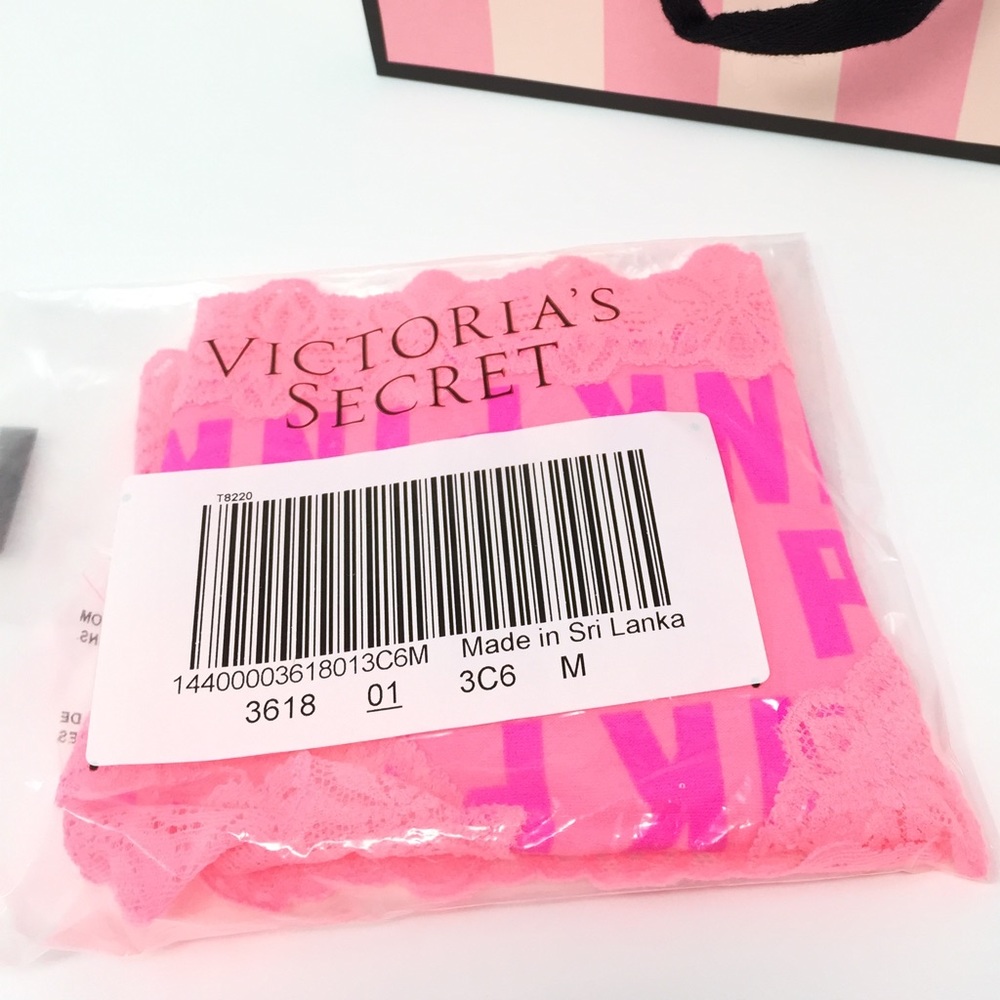 VICTORIA'S
SECRET
T8220
14400003618013C6M Made in Sri Lanka
3618 01 3C6 M